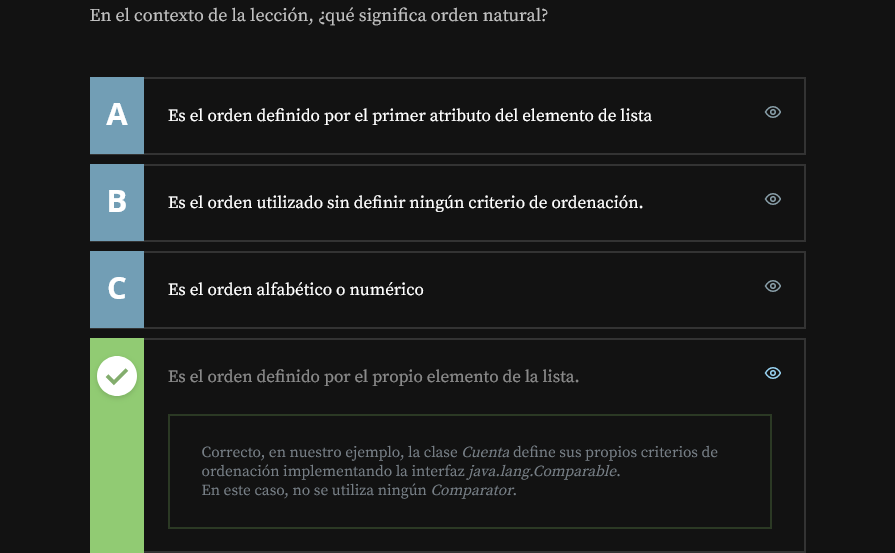 En el contexto de la lección, ¿qué significa orden natural?
A
Es el orden definido por el primer atributo del elemento de lista
B
Es el orden utilizado sin definir ningún criterio de ordenación.
C
Es el orden alfabético o numérico
Es el orden definido por el propio elemento de la lista.
Correcto, en nuestro ejemplo, la clase Cuenta define sus propios criterios de
ordenación implementando la interfaz java.lang.Comparable.
En este caso, no se utiliza ningún Comparator.